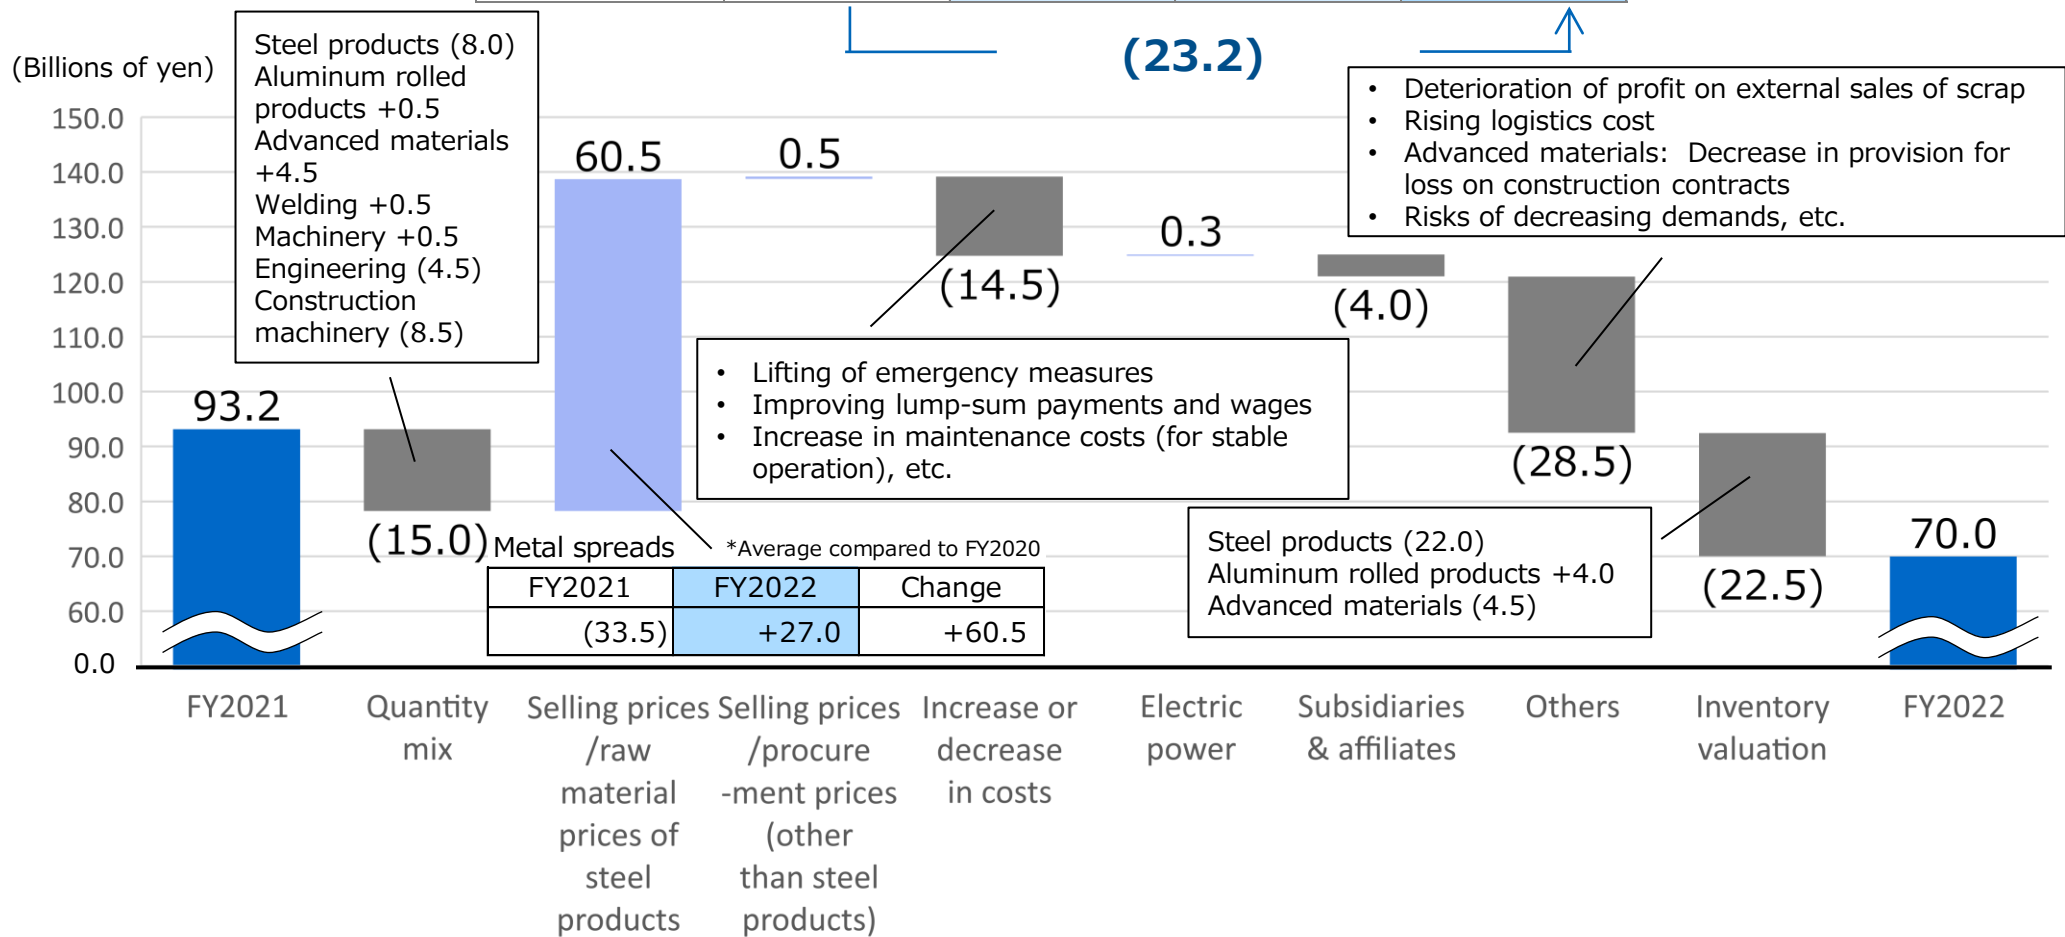 (23.2)
(Billions of yen)
Steel products (8.0)
Aluminum rolled
products +0.5
Advanced materials
+4.5
Welding +0.5
Machinery +0.5
Engineering (4.5)
Construction
machinery (8.5)
• Deterioration of profit on external sales of scrap
• Rising logistics cost
• Advanced materials: Decrease in provision for
loss on construction contracts
• Risks of decreasing demands, etc.
150.0
140.0
130.0
120.0
110.0
100.0
90.0
80.0
70.0
60.0
0.0
93.2
(15.0)
60.5
0.5
(14.5)
0.3
(4.0)
(28.5)
(22.5)
70.0
• Lifting of emergency measures
• Improving lump-sum payments and wages
• Increase in maintenance costs (for stable
operation), etc.
Metal spreads
*Average compared to FY2020
FY2021 FY2022 Change
(33.5) +27.0 +60.5
Steel products (22.0)
Aluminum rolled products +4.0
Advanced materials (4.5)
FY2021
Quantity
mix
Selling prices
/raw
material
prices of
steel
products
Selling prices
/procure
-ment prices
(other
than steel
products)
Increase or
decrease
in costs
Electric
power
Subsidiaries
& affiliates
Others
Inventory
valuation
FY2022